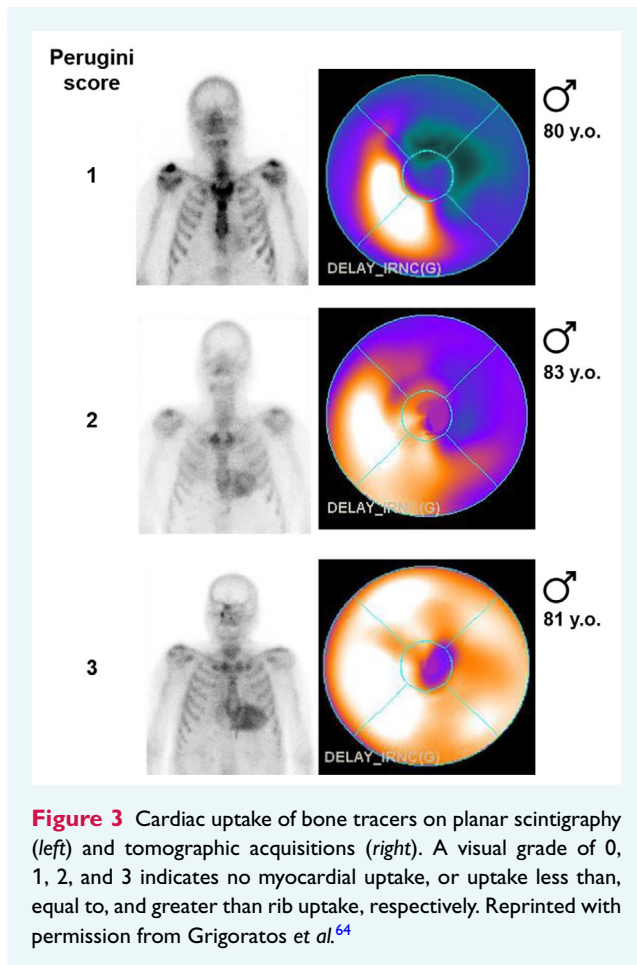 Perugini
score
1
DELAY_IRNC(G)
♂
80 y.o.
2
DELAY_IRNC(G)
♂
83 y.o.
3
DELAY_IRNC(G)
♂
81 y.o.
Figure 3 Cardiac uptake of bone tracers on planar scintigraphy
(left) and tomographic acquisitions (right). A visual grade of 0,
1, 2, and 3 indicates no myocardial uptake, or uptake less than,
equal to, and greater than rib uptake, respectively. Reprinted with
permission from Grigoratos et al.64